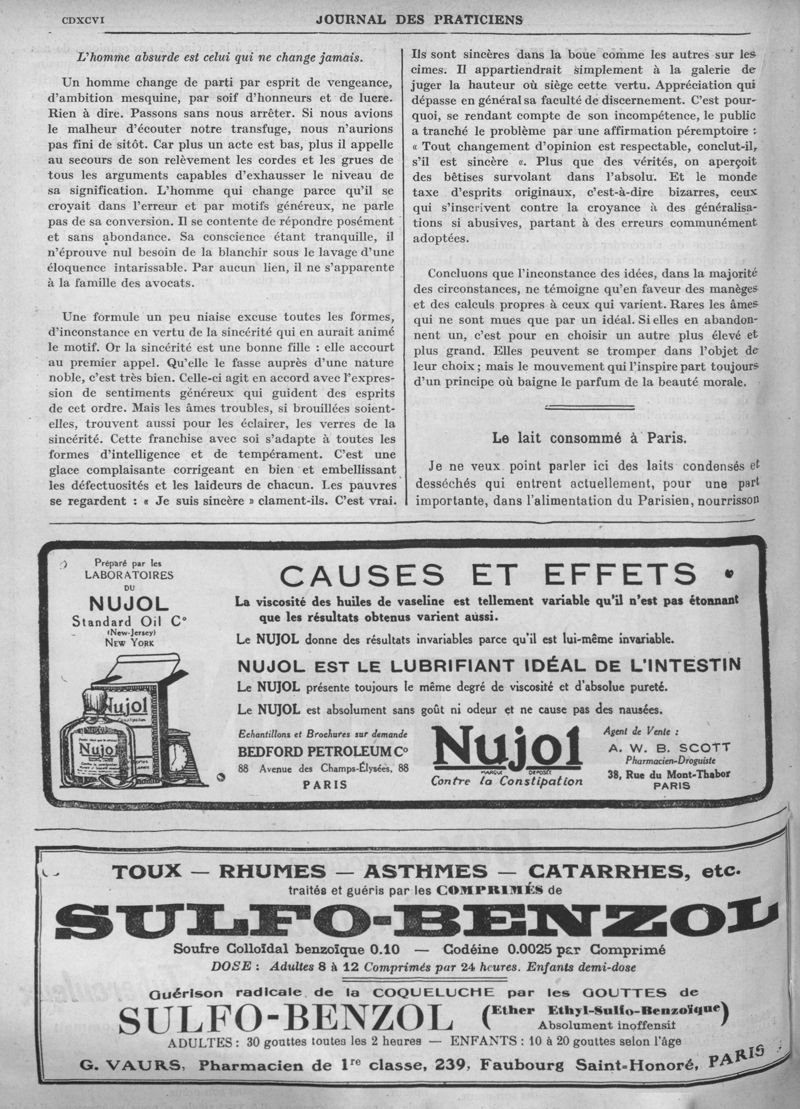 CDXCVI
JOURNAL DES PRATICIENS
L'homme absurde est celui qui ne change jamais.
Un homme change de parti par esprit de vengeance,
d'ambition mesquine, par soif d'honneurs et de lucre.
Rien à dire. Passons sans nous arrêter. Si nous avions
le malheur d'écouter notre transfuge, nous n'aurions
pas fini de sitôt. Car plus un acte est bas, plus il appelle
au secours de son relèvement les cordes et les grues de
tous les arguments capables d'exhausser le niveau de
sa signification. L'homme qui change parce qu'il se
croyait dans l'erreur et par motifs généreux, ne parle
pas de sa conversion. Il se contente de répondre posément
et sans abondance. Sa conscience étant tranquille, il
n'éprouve nul besoin de la blanchir sous le lavage d'une
éloquence intarissable. Par aucun lien, il ne s'apparente
à la famille des avocats.
Une formule un peu niaise excuse toutes les formes,
d'inconstance en vertu de la sincérité qui en aurait animé
le motif. Or la sincérité est une bonne fille : elle accourt
au premier appel. Qu'elle le fasse auprès d'une nature
noble, c'est très bien. Celle-ci agit en accord avec l'expres-
sion de sentiments généreux qui guident des esprits
de cet ordre. Mais les âmes troubles, si brouillées soient-
elles, trouvent aussi pour les éclairer, les verres de la
sincérité. Cette franchise avec soi s'adapte à toutes les
formes d'intelligence et de tempérament. C'est une
glace complaisante corrigeant en bien et embellissant
les défectuosités et les laideurs de chacun. Les pauvres
se regardent : « Je suis sincère » clament-ils. C'est vrai.
Ils sont sincères dans la boue comme les autres sur les
cimes. Il appartiendrait simplement à la galerie de
juger la hauteur où siège cette vertu. Appréciation qui
dépasse en général sa faculté de discernement. C'est pour-
quoi, se rendant compte de son incompétence, le public
a tranché le problème par une affirmation péremptoire :
« Tout changement d'opinion est respectable, conclut-il,
s'il est sincère «. Plus que des vérités, on aperçoit
des bêtises survolant dans l'absolu. Et le monde
taxe d'esprits originaux, c'est-à-dire bizarres, ceux
qui s'inscrivent contre la croyance à des généralisa-
tions si abusives, partant à des erreurs communément
adoptées.
Concluons que l'inconstance des idées, dans la majorité
des circonstances, ne témoigne qu'en faveur des manèges
et des calculs propres à ceux qui varient. Rares les âmes
qui ne sont mues que par un idéal. Si elles en abandon-
nent un, c'est pour en choisir un autre plus élevé et
plus grand. Elles peuvent se tromper dans l'objet de
leur choix ; mais le mouvement qui l'inspire part toujours
d'un principe où baigne le parfum de la beauté morale.
Le lait consommé à Paris.
Je ne veux point parler ici des laits condensés et
desséchés qui entrent actuellement, pour une part
importante, dans l'alimentation du Parisien, nourrisson
Préparé par les
LABORATOIRES
DU
NUJOL
Standard Oil Cº
(New-Jersey)
NEW YORK
Nujol
Constipation
Nujol
CAUSES ET EFFETS
La viscosité des huiles de vaseline est tellement variable qu'il n'est pas étonnant
que les résultats obtenus varient aussi.
Le NUJOL donne des résultats invariables parce qu'il est lui-même invariable.
NUJOL EST LE LUBRIFIANT IDÉAL DE L'INTESTIN
Le NUJOL présente toujours le même degré de viscosité et d'absolue pureté.
Le NUJOL est absolument sans goût ni odeur et ne cause pas des nausées.
Echantillons et Brochures sur demande
BEDFORD PETROLEUM Cº
88 Avenue des Champs-Élysées, 88
PARIS
Nujol
MARQUE DÉPOSÉE
Contre la Constipation
Agent de Vente :
A. W. B. SCOTT
Pharmacien-Droguiste
38, Rue du Mont-Thabor
PARIS
TOUX — RHUMES — ASTHMES — CATARRHES, etc.
traités et guéris par les COMPRIMÉS de
SULFO-BENZOL
Soufre Colloïdal benzoïque 0.10 — Codéine 0.0025 par Comprimé
DOSE : Adultes 8 à 12 Comprimés par 24 heures. Enfants demi-dose
Guérison radicale de la COQUELUCHE par les GOUTTES de
SULFO-BENZOL (Ether Ethyl-Sulfo-Benzoïque)
Absolument inoffensif
ADULTES : 30 gouttes toutes les 2 heures — ENFANTS : 10 à 20 gouttes selon l'âge
G. VAURS, Pharmacien de 1re classe, 239, Faubourg Saint-Honoré, PARIS